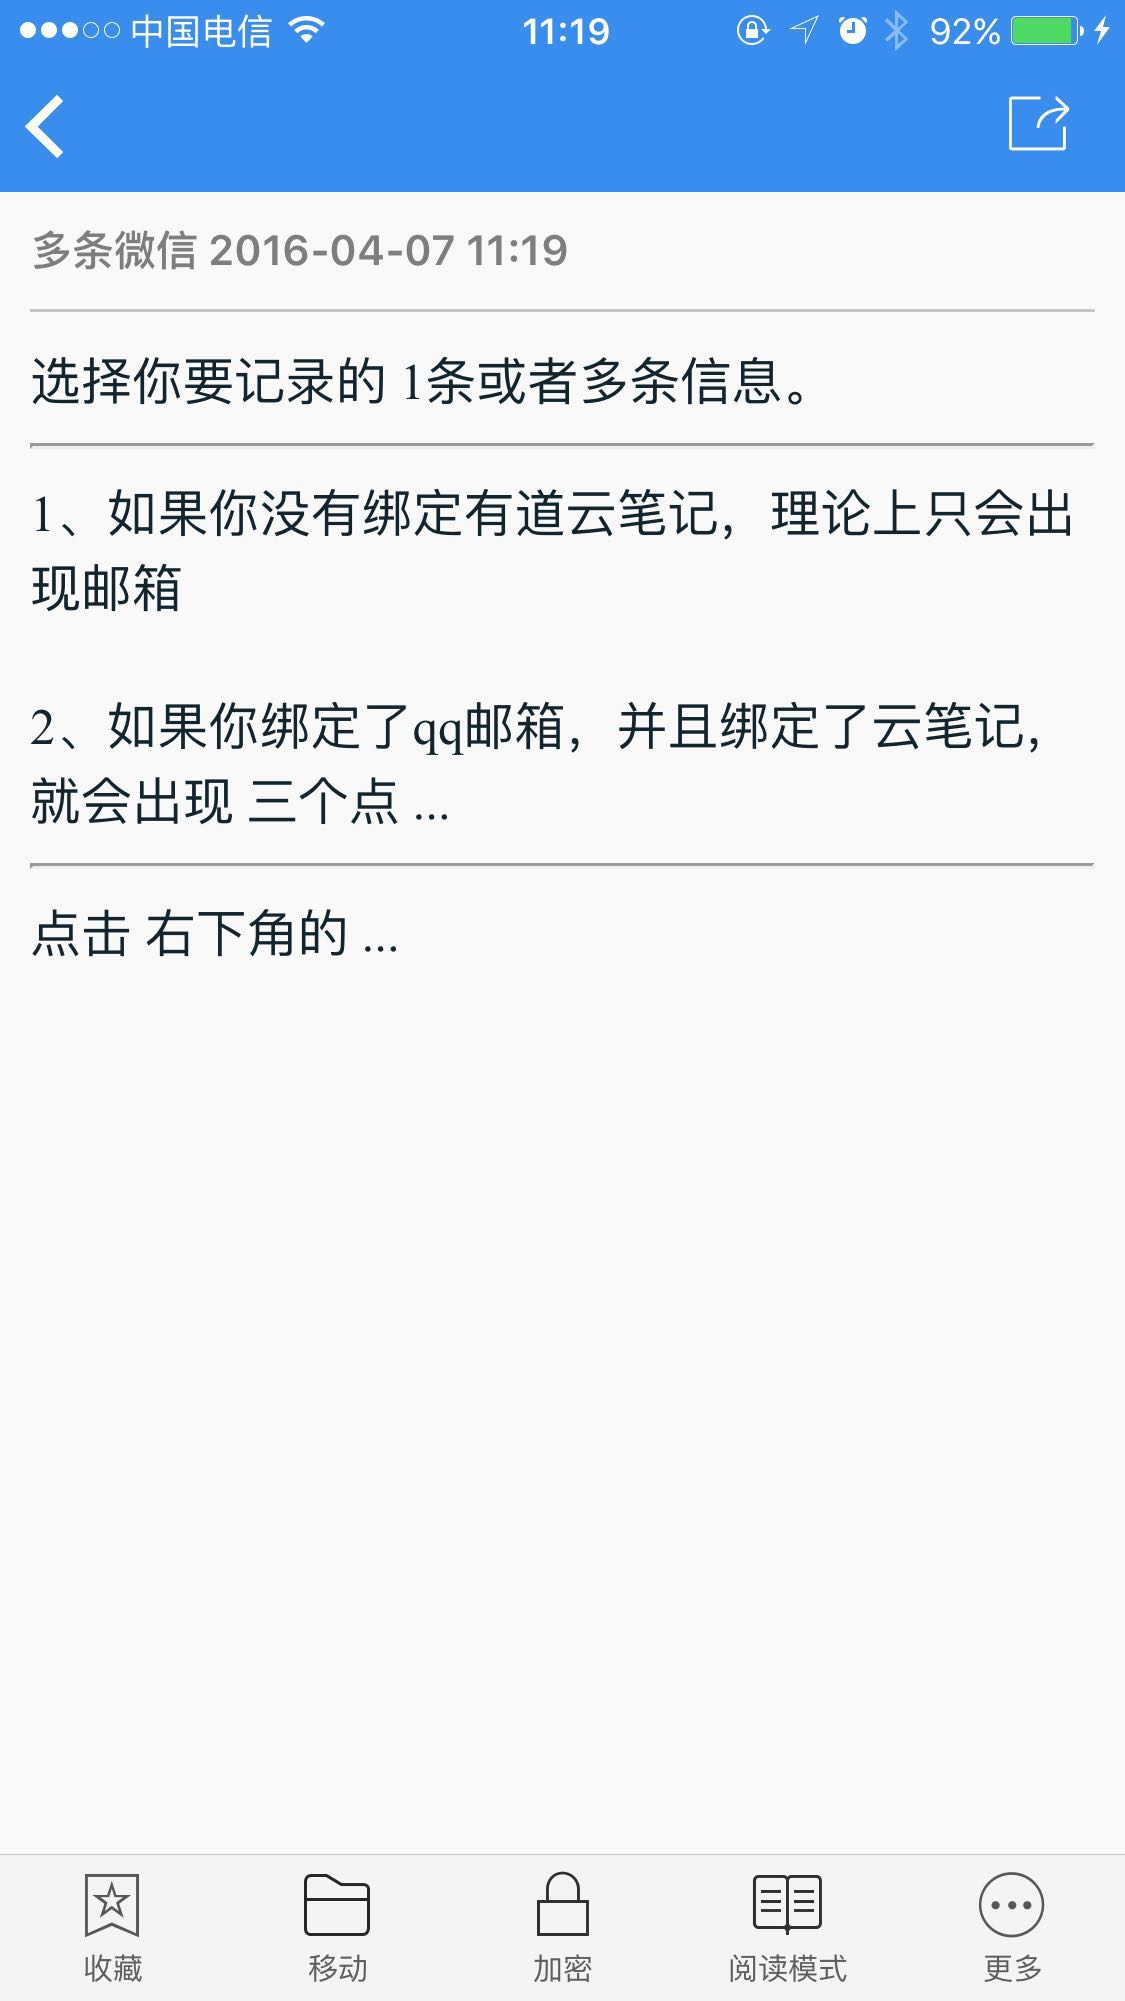 中国电信 11:19 92%
多条微信 2016-04-07 11:19
选择你要记录的 1条或者多条信息。
1、如果你没有绑定有道云笔记，理论上只会出
现邮箱
2、如果你绑定了qq邮箱，并且绑定了云笔记，
就会出现 三个点 ...
点击 右下角的 ...
收藏 移动 加密 阅读模式 更多